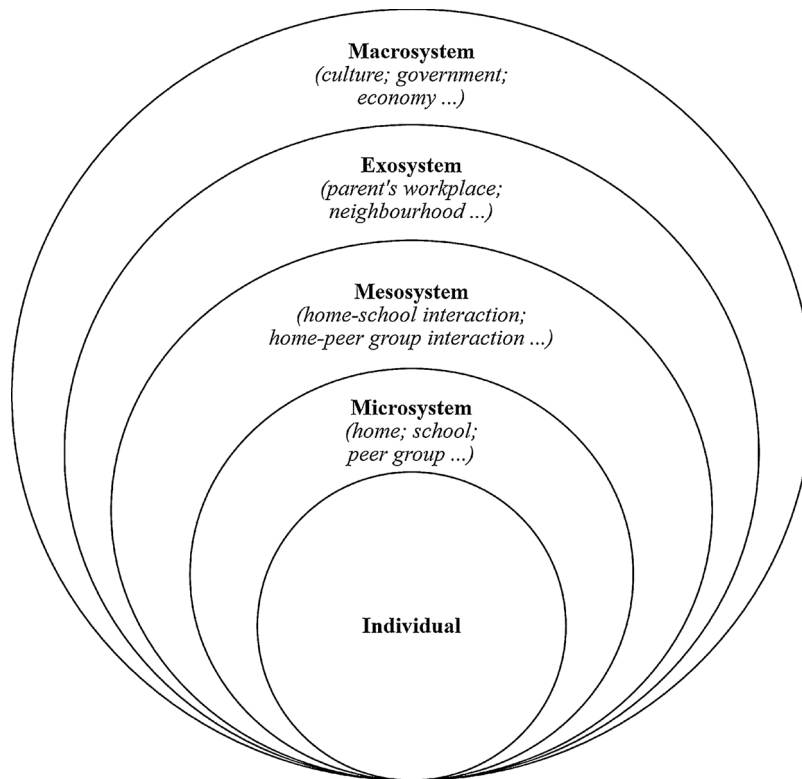 Macrosystem
(culture; government;
economy ...)
Exosystem
(parent's workplace;
neighbourhood ...)
Mesosystem
(home-school interaction;
home-peer group interaction ...)
Microsystem
(home; school;
peer group ...)
Individual